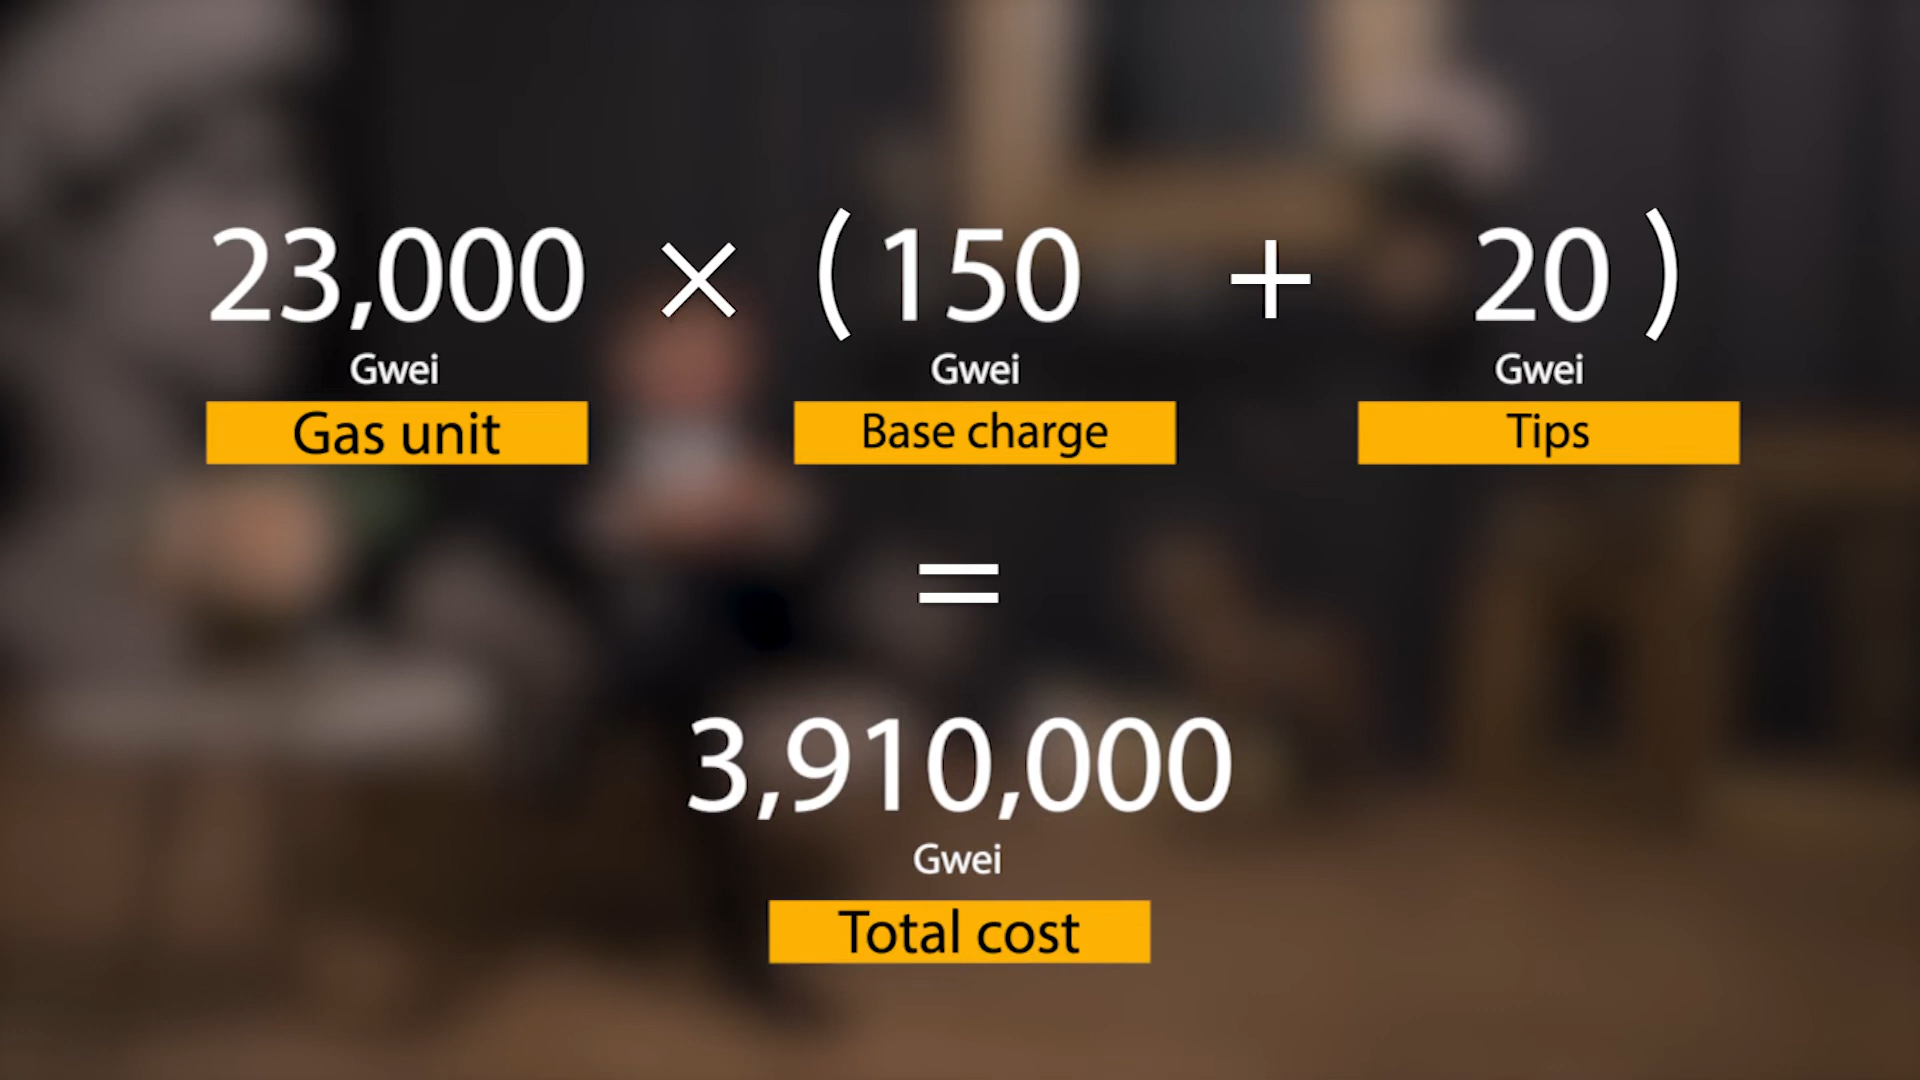 23,000 × ( 150 + 20 )
Gwei Gwei Gwei
Gas unit Base charge Tips
=
3,910,000
Gwei
Total cost